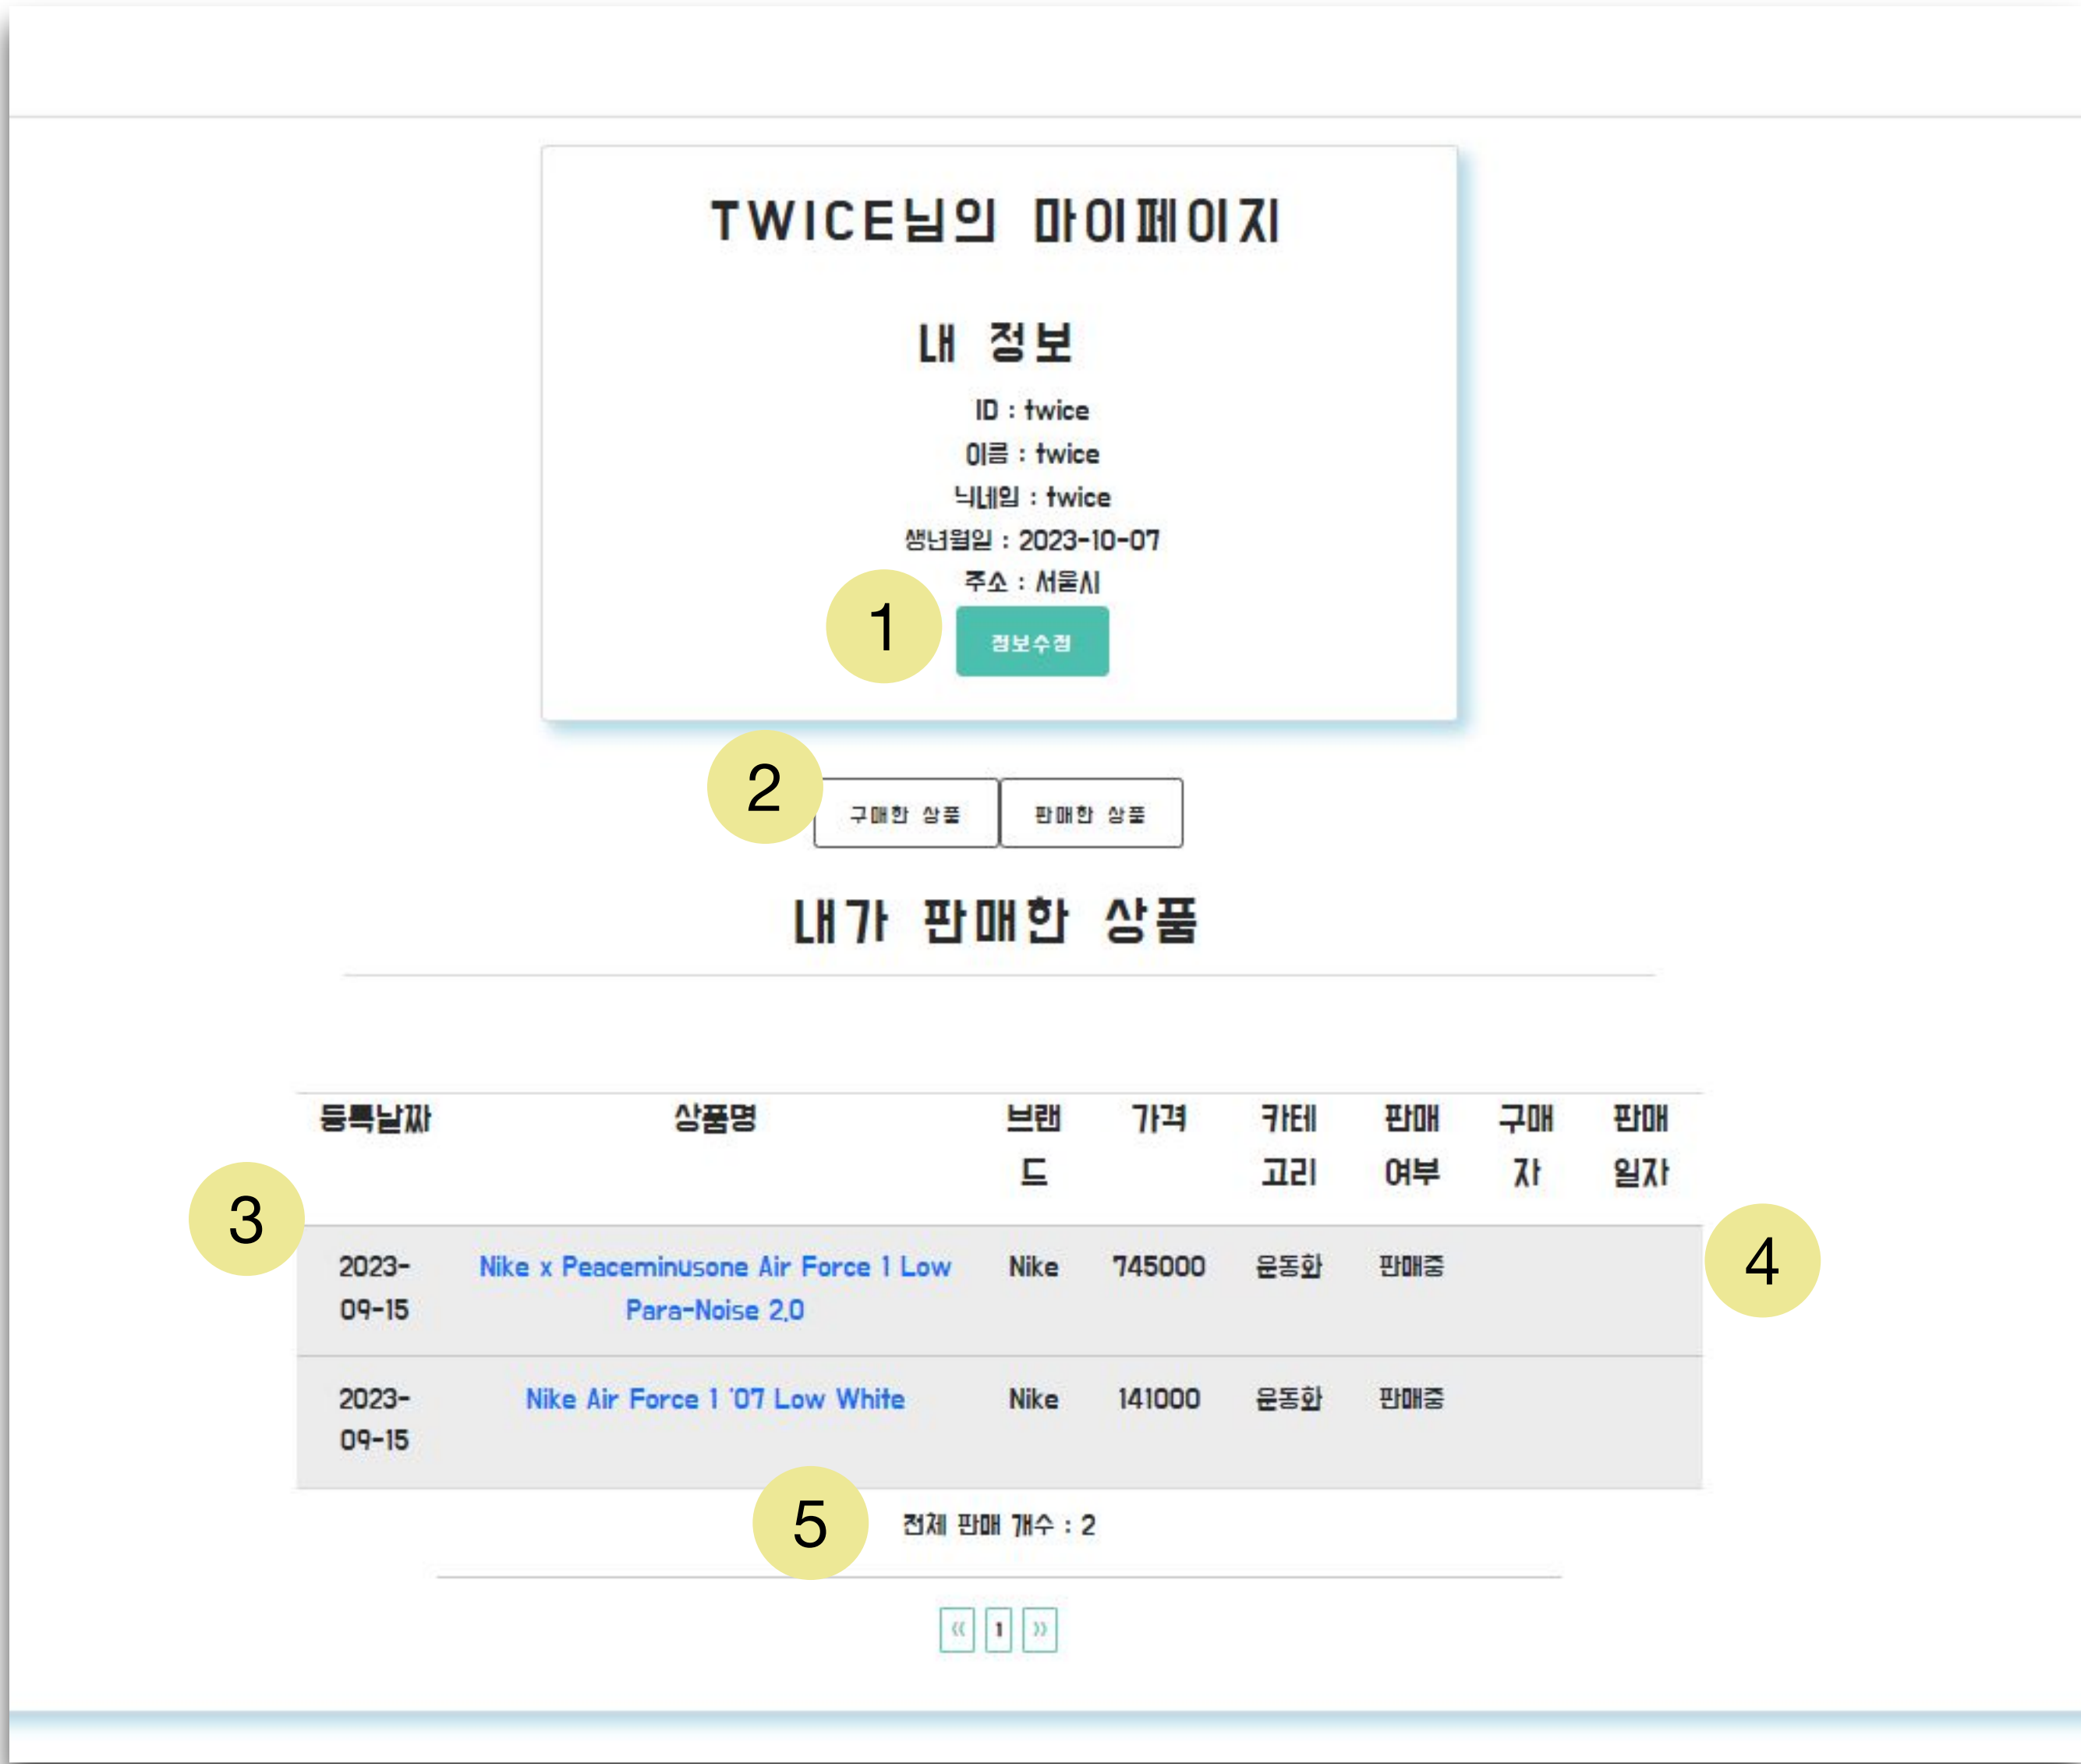 TWICE님의 마이페이지
내 정보
ID : twice
이름 : twice
닉네임 : twice
생년월일 : 2023-10-07
주소 : 서울시
1
정보수정
2
구매한 상품 판매한 상품
내가 판매한 상품
등록날짜 상품명 브랜 가격 카테 판매 구매 판매
드 고리 여부 자 일자
3
2023- Nike x Peaceminusone Air Force 1 Low Nike 745000 운동화 판매중
4
09-15 Para-Noise 2.0
2023- Nike Air Force 1 '07 Low White Nike 141000 운동화 판매중
09-15
5
전체 판매 개수 : 2
« 1 »